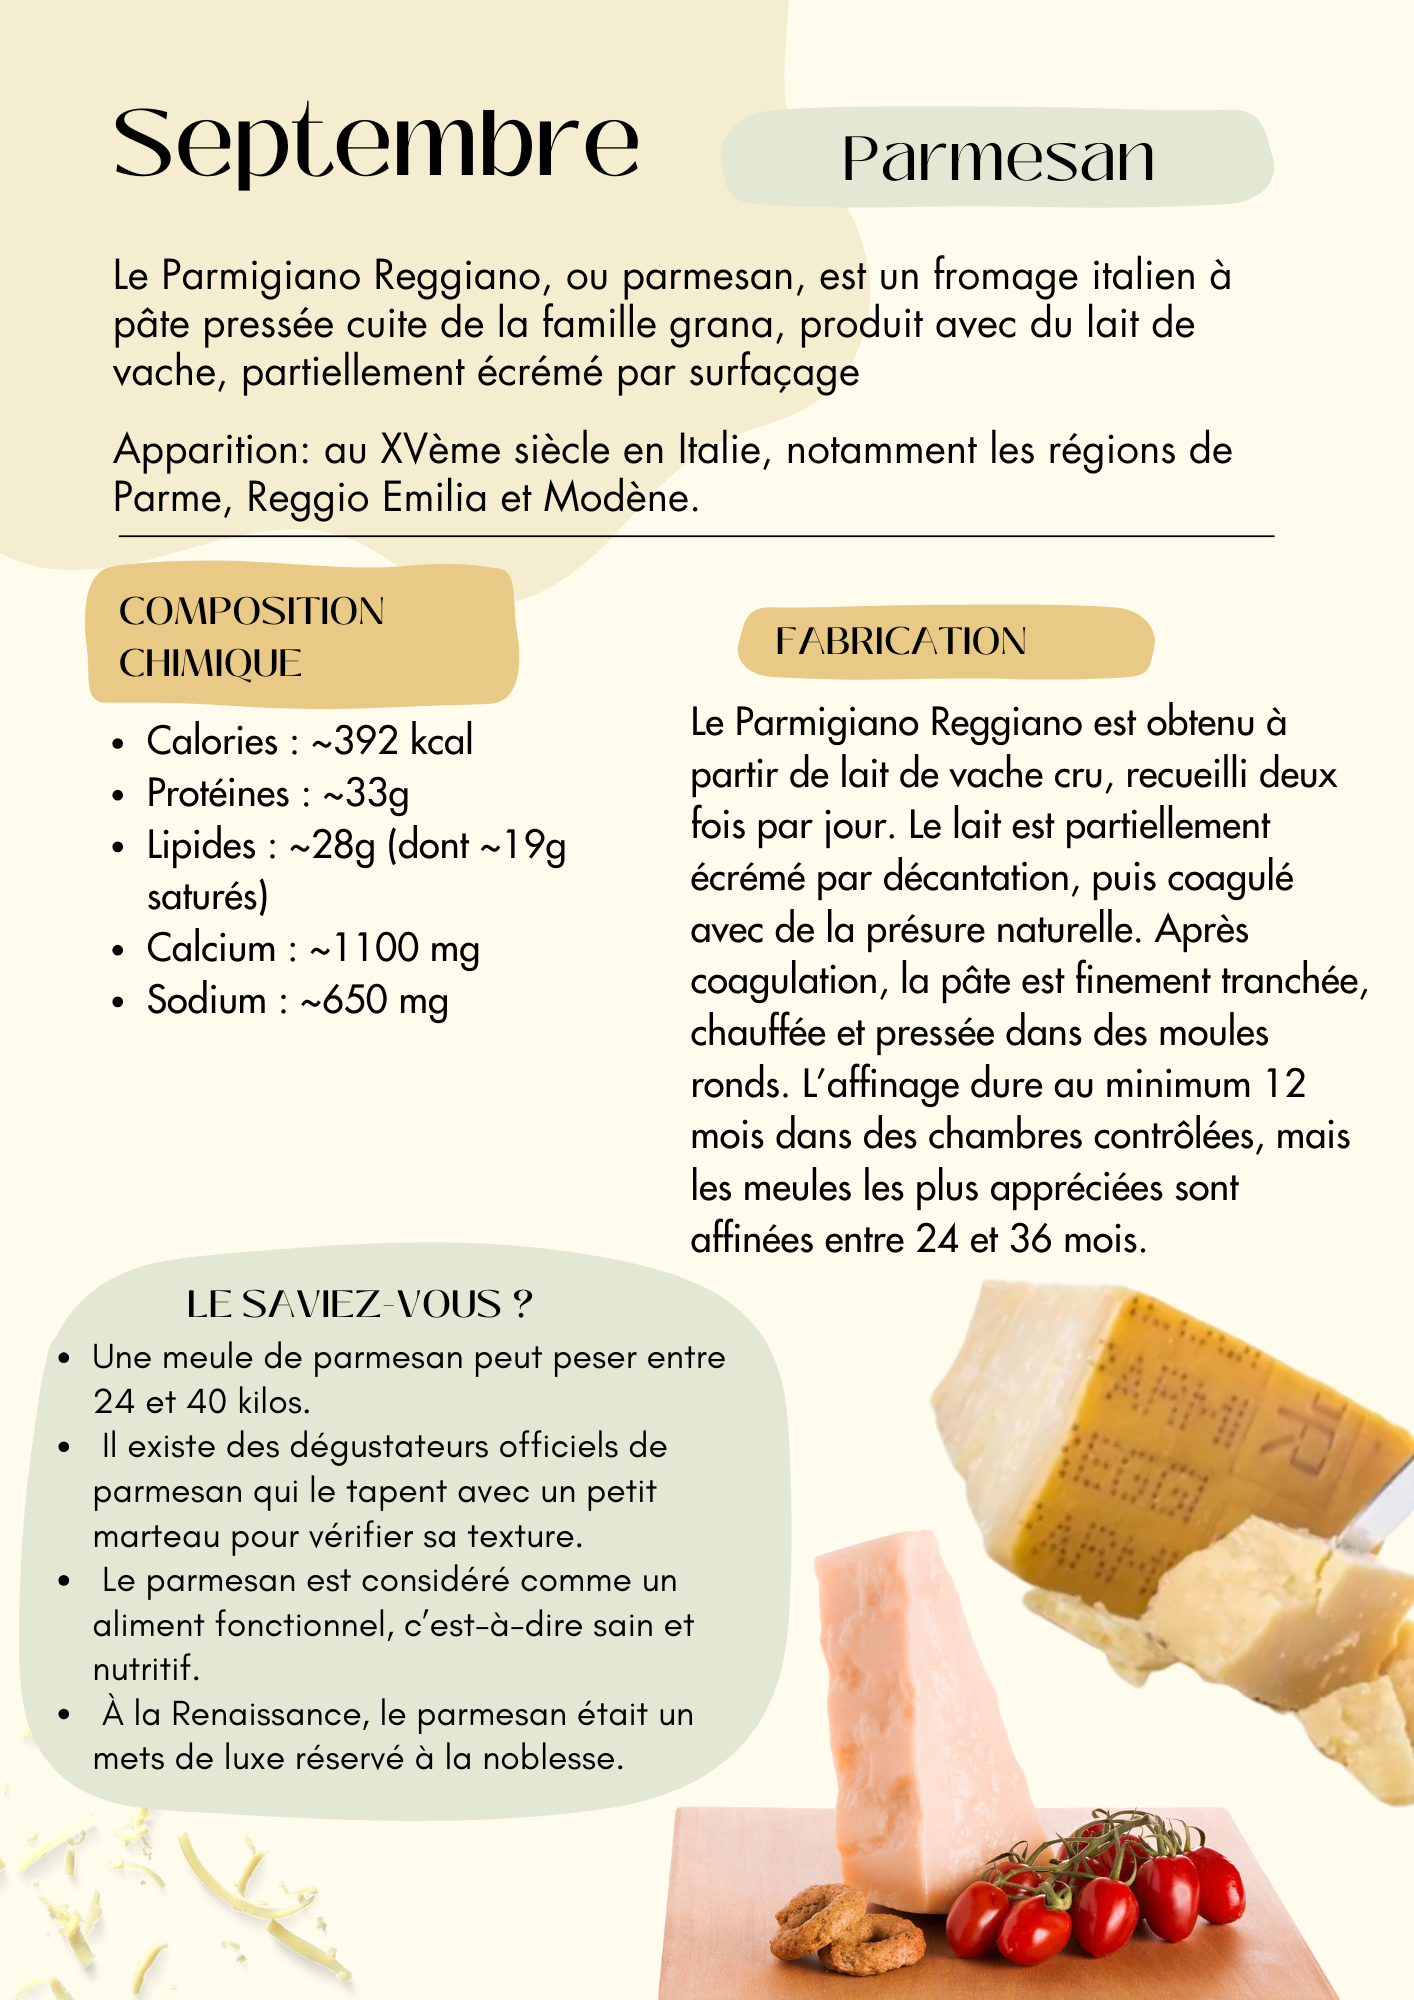 Septembre
Parmesan
Le Parmigiano Reggiano, ou parmesan, est un fromage italien à
pâte pressée cuite de la famille grana, produit avec du lait de
vache, partiellement écrémé par surfaçage
Apparition: au XVème siècle en Italie, notamment les régions de
Parme, Reggio Emilia et Modène.
COMPOSITION
CHIMIQUE
• Calories : ~392 kcal
• Protéines : ~33g
• Lipides : ~28g (dont ~19g
saturés)
• Calcium : ~1100 mg
• Sodium : ~650 mg
FABRICATION
Le Parmigiano Reggiano est obtenu à
partir de lait de vache cru, recueilli deux
fois par jour. Le lait est partiellement
écrémé par décantation, puis coagulé
avec de la présure naturelle. Après
coagulation, la pâte est finement tranchée,
chauffée et pressée dans des moules
ronds. L’affinage dure au minimum 12
mois dans des chambres contrôlées, mais
les meules les plus appréciées sont
affinées entre 24 et 36 mois.
LE SAVIEZ-VOUS ?
• Une meule de parmesan peut peser entre
24 et 40 kilos.
• Il existe des dégustateurs officiels de
parmesan qui le tapent avec un petit
marteau pour vérifier sa texture.
• Le parmesan est considéré comme un
aliment fonctionnel, c’est-à-dire sain et
nutritif.
• À la Renaissance, le parmesan était un
mets de luxe réservé à la noblesse.